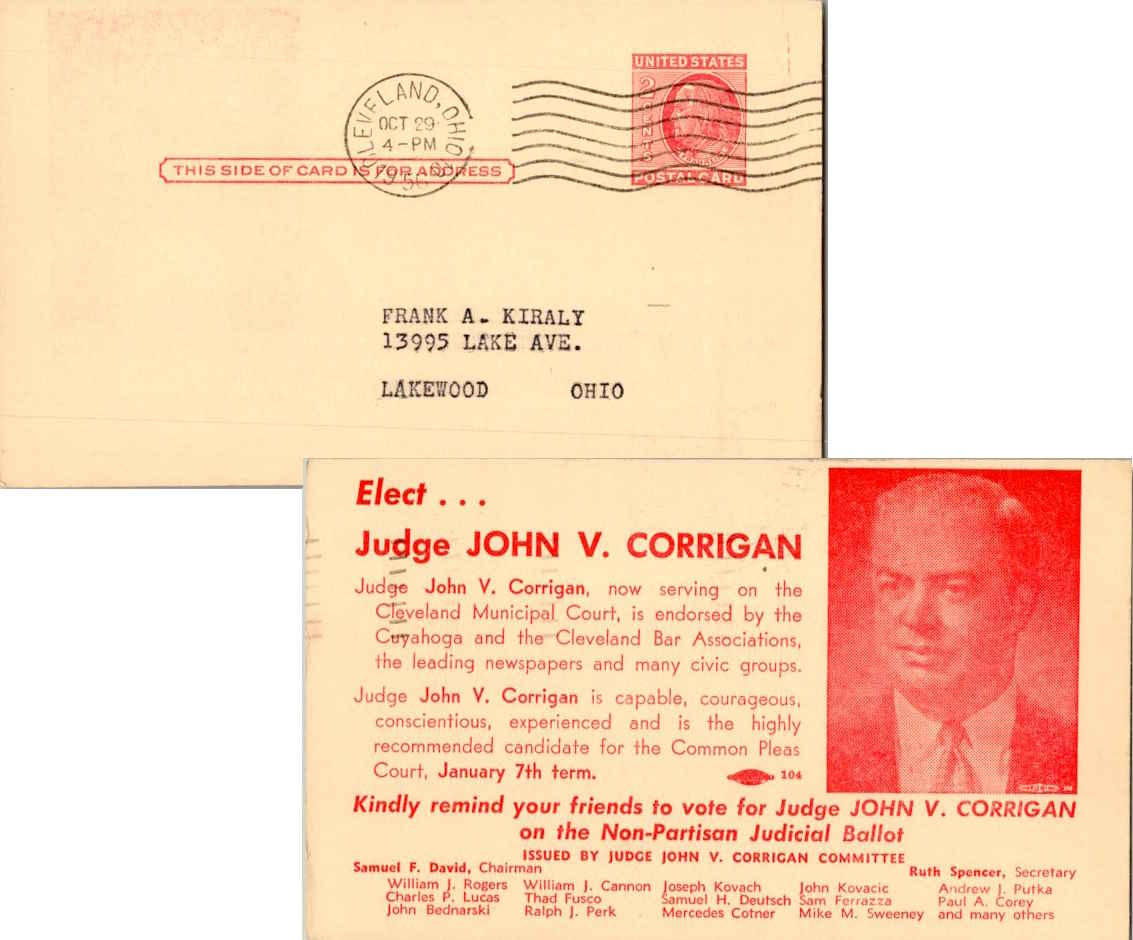 UNITED STATES
2 CENTS
FRANKLIN
POSTAL CARD
CLEVELAND, OHIO
OCT 29
4-PM
1956
THIS SIDE OF CARD IS FOR ADDRESS
FRANK A. KIRALY
13995 LAKE AVE.
LAKEWOOD OHIO
Elect . . .
Judge JOHN V. CORRIGAN
Judge John V. Corrigan, now serving on the
Cleveland Municipal Court, is endorsed by the
Cuyahoga and the Cleveland Bar Associations,
the leading newspapers and many civic groups.
Judge John V. Corrigan is capable, courageous,
conscientious, experienced and is the highly
recommended candidate for the Common Pleas
Court, January 7th term.
104
Kindly remind your friends to vote for Judge JOHN V. CORRIGAN
on the Non-Partisan Judicial Ballot
ISSUED BY JUDGE JOHN V. CORRIGAN COMMITTEE
Samuel F. David, Chairman Ruth Spencer, Secretary
William J. Rogers William J. Cannon Joseph Kovach John Kovacic Andrew J. Putka
Charles P. Lucas Thad Fusco Samuel H. Deutsch Sam Ferrazza Paul A. Corey
John Bednarski Ralph J. Perk Mercedes Cotner Mike M. Sweeney and many others